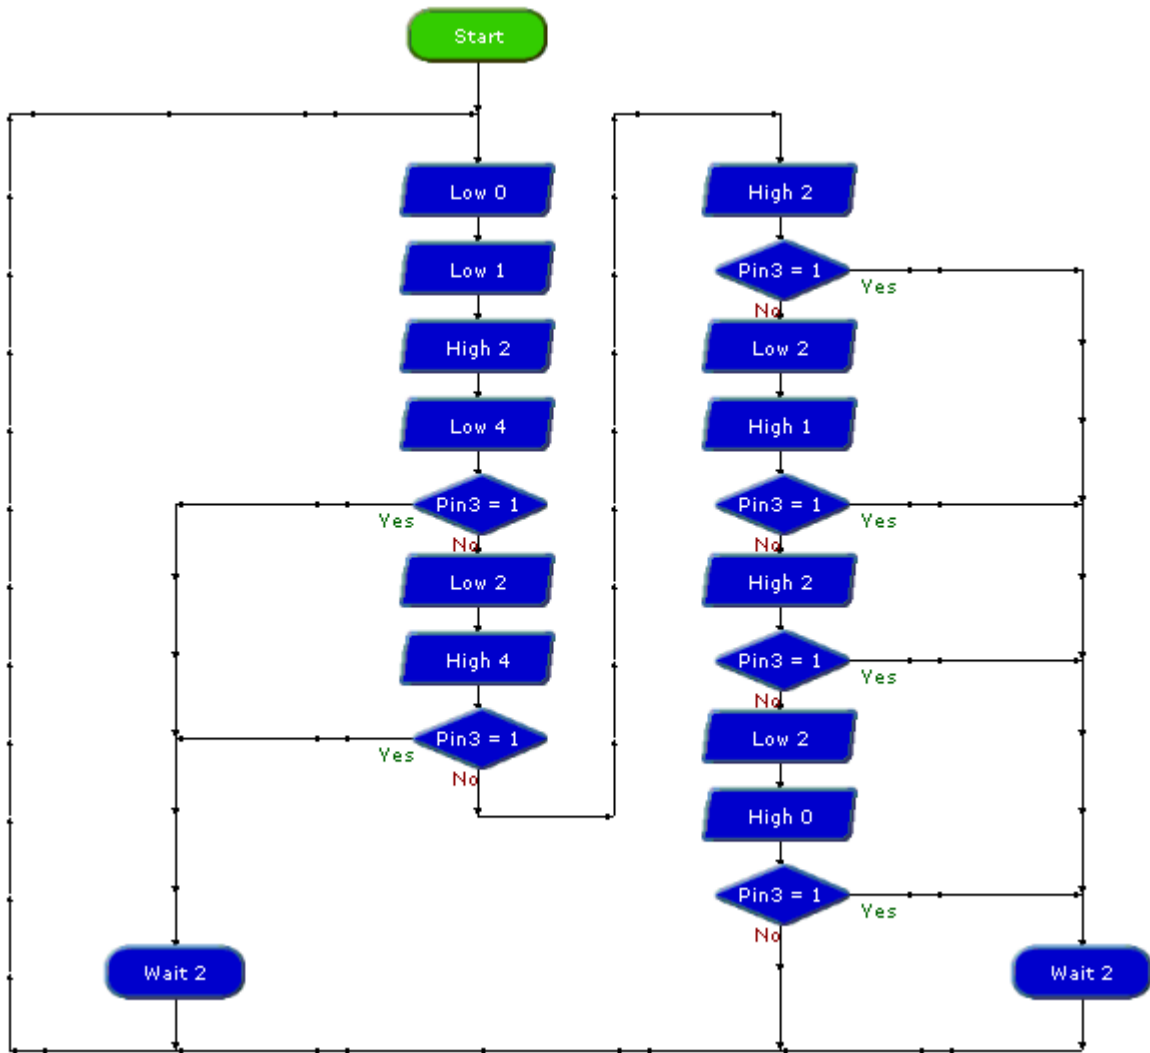 Start
Low 0
Low 1
High 2
Low 4
Pin3 = 1
Yes
No
Low 2
High 4
Pin3 = 1
Yes
No
Wait 2
High 2
Pin3 = 1
Yes
No
Low 2
High 1
Pin3 = 1
Yes
No
High 2
Pin3 = 1
Yes
No
Low 2
High 0
Pin3 = 1
Yes
No
Wait 2